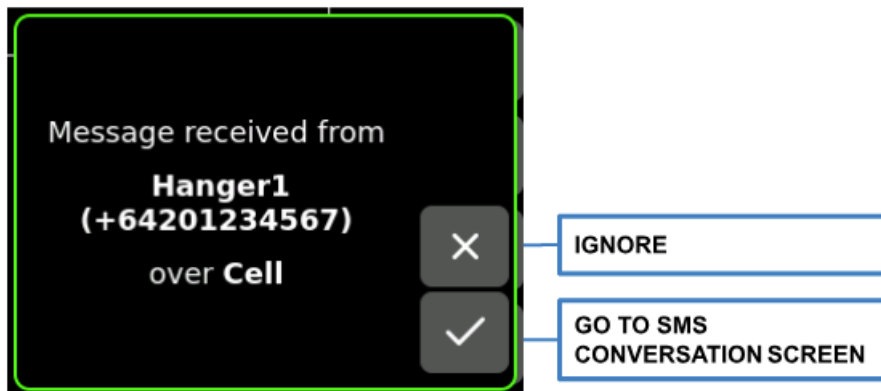 Message received from
Hanger1
(+64201234567)
over Cell
IGNORE
GO TO SMS
CONVERSATION SCREEN